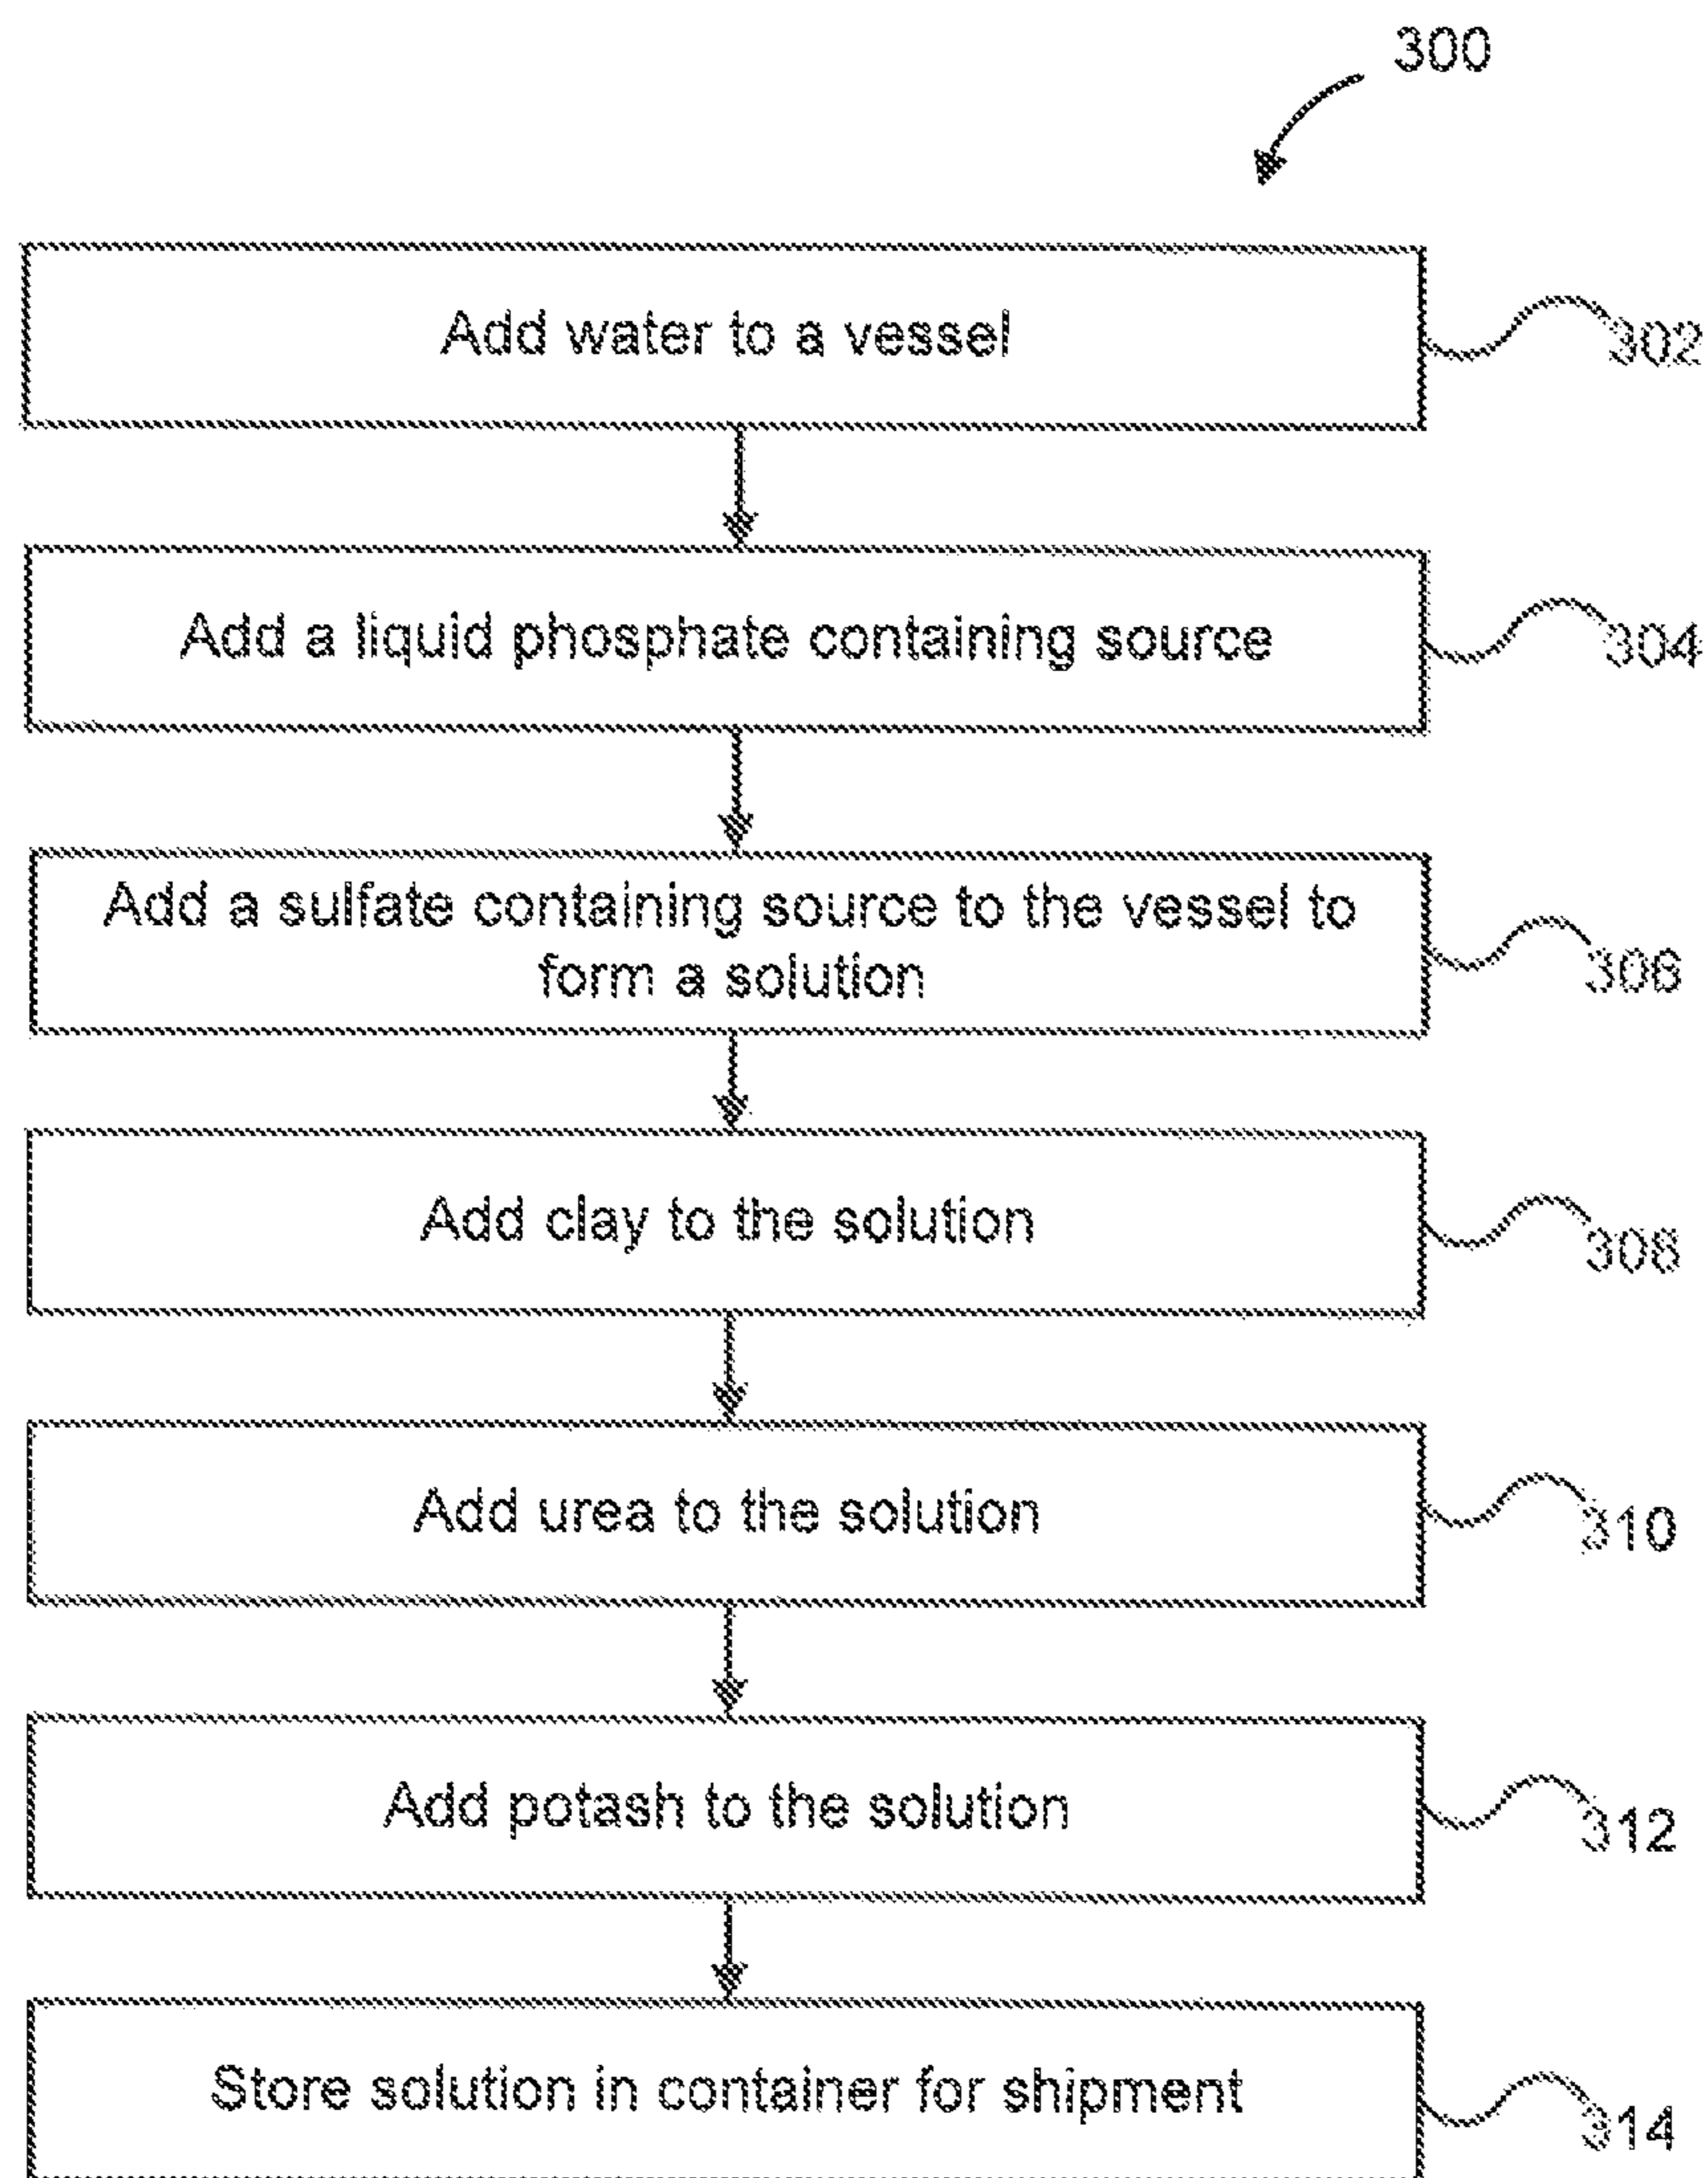 300
Add water to a vessel
302
Add a liquid phosphate containing source
304
Add a sulfate containing source to the vessel to
form a solution
306
Add clay to the solution
308
Add urea to the solution
310
Add potash to the solution
312
Store solution in container for shipment
314